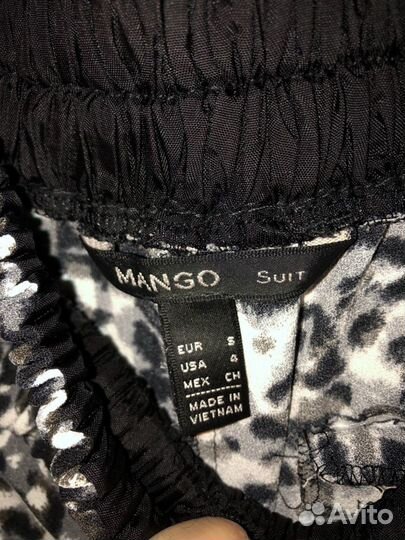 MANGO SUIT
EUR S
USA 4
MEX CH
MADE IN
VIETNAM
Avito